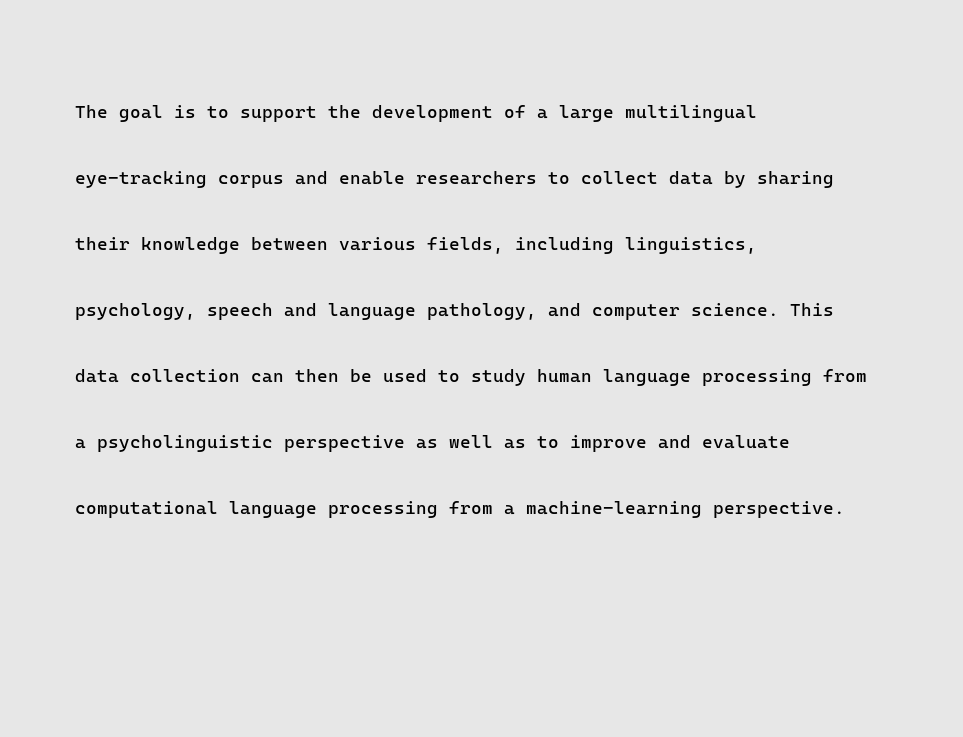 The goal is to support the development of a large multilingual
eye-tracking corpus and enable researchers to collect data by sharing
their knowledge between various fields, including linguistics,
psychology, speech and language pathology, and computer science. This
data collection can then be used to study human language processing from
a psycholinguistic perspective as well as to improve and evaluate
computational language processing from a machine-learning perspective.